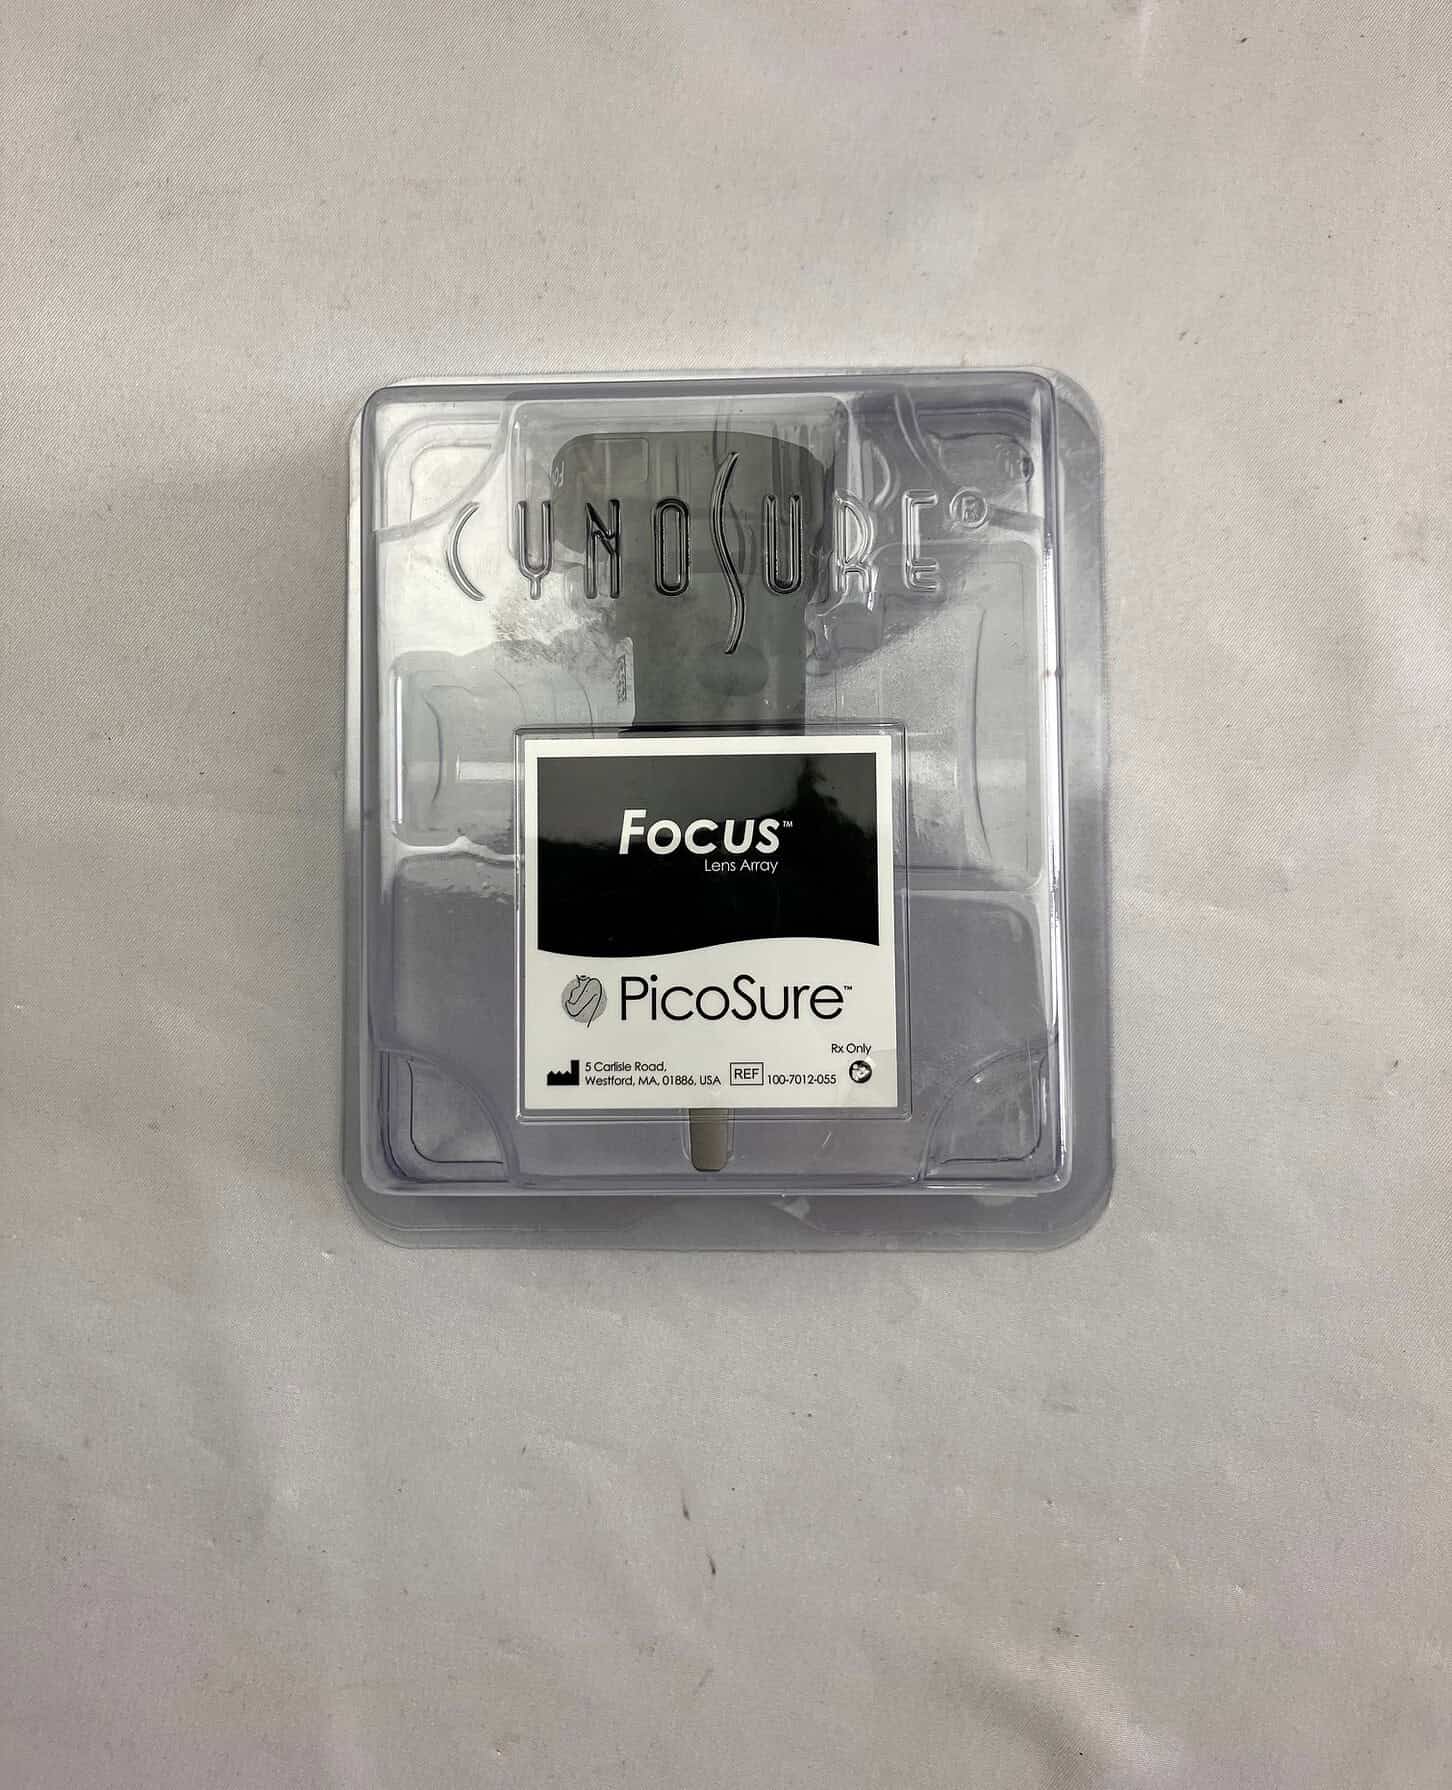 CYNOSURE®
Focus™
Lens Array
PicoSure™
Rx Only
5 Carlisle Road,
Westford, MA, 01886, USA
REF 100-7012-055